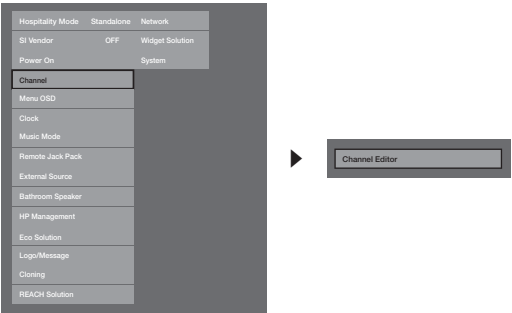 Hospitality Mode Standalone Network
SI Vendor OFF Widget Solution
Power On System
Channel
Menu OSD
Clock
Music Mode
Remote Jack Pack
External Source
Bathroom Speaker
HP Management
Eco Solution
Logo/Message
Cloning
REACH Solution
Channel Editor